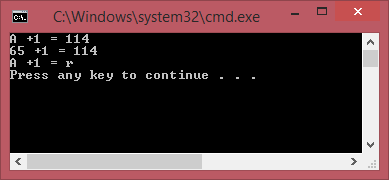 C:\Windows\system32\cmd.exe
A +1 = 114
65 +1 = 114
A +1 = r
Press any key to continue . . .